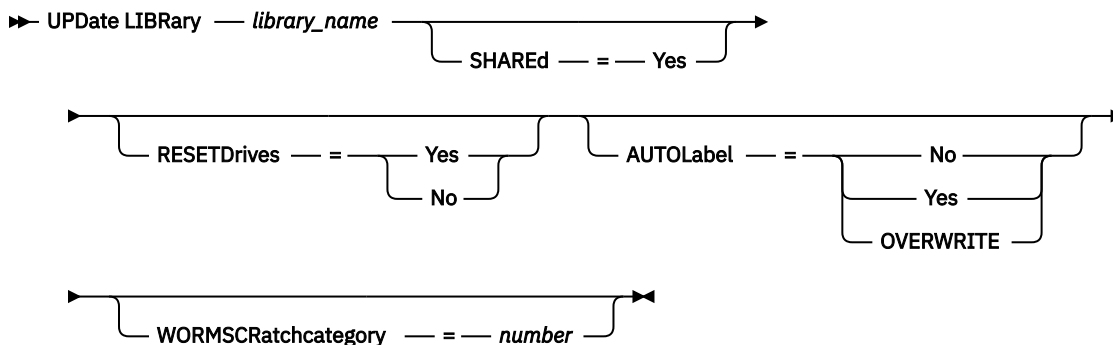 UPDate LIBRary library_name
SHAREd = Yes
RESETDrives = Yes
No
AUTOLabel = No
Yes
OVERWRITE
WORMSCRatchcategory = number